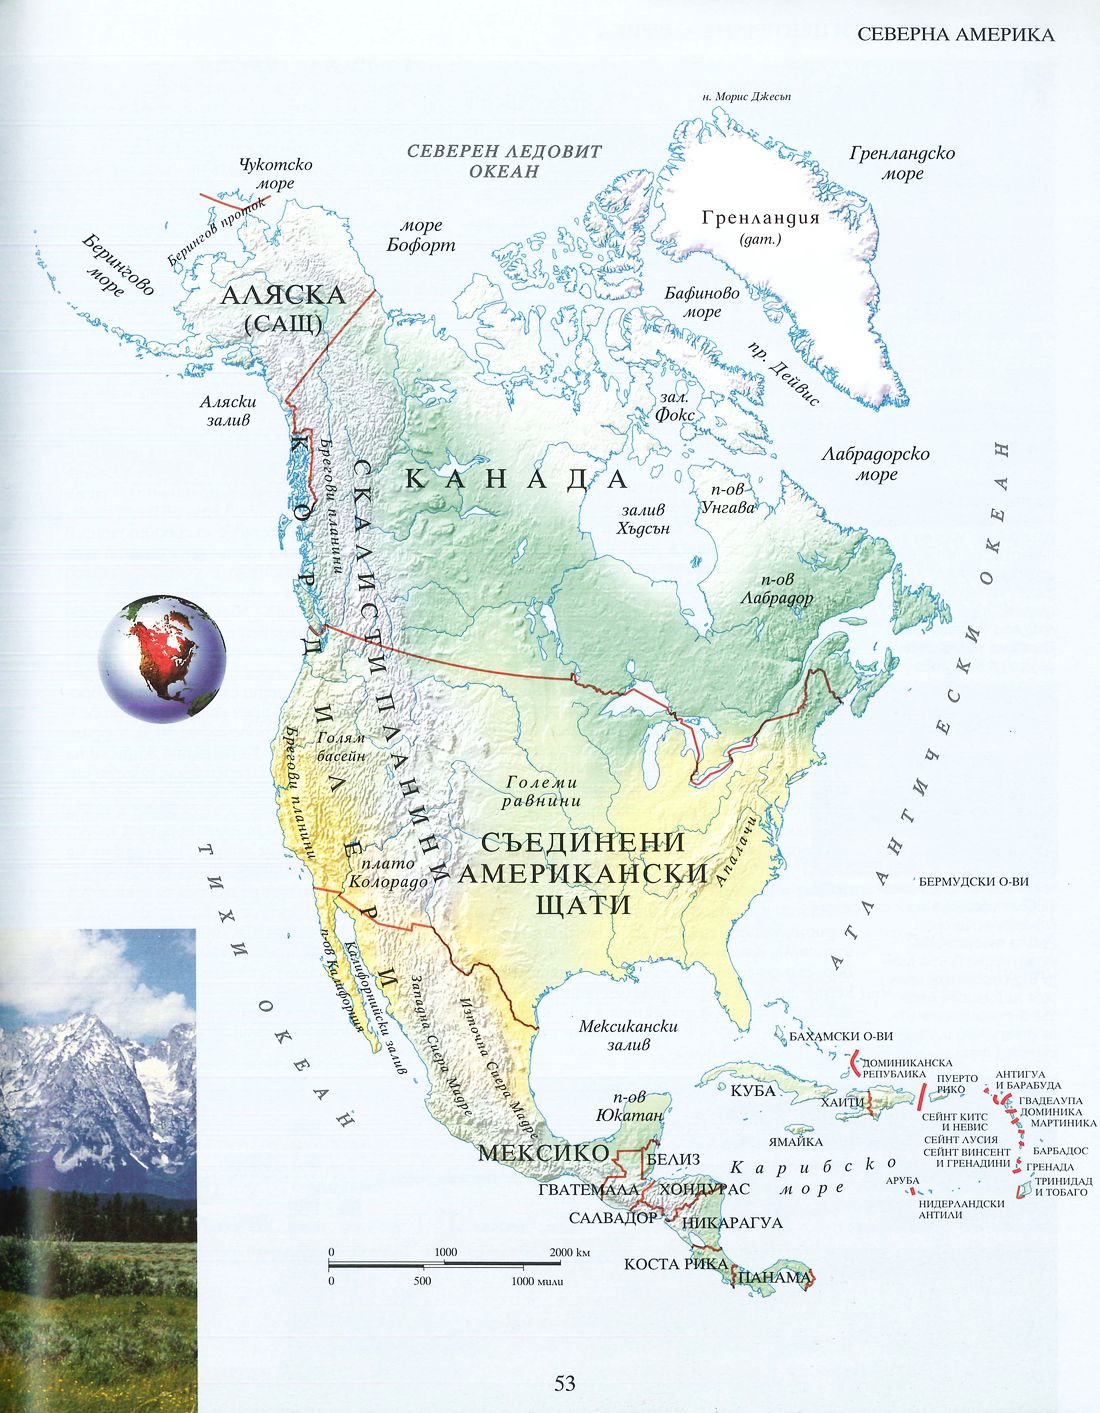 СЕВЕРНА АМЕРИКА
н. Морис Джесъп
СЕВЕРЕН ЛЕДОВИТ
ОКЕАН
Гренландско
море
Чукотско
море
Берингов проток
море
Бофорт
Гренландия
(дат.)
Берингово
море
АЛЯСКА
(САЩ)
Бафиново
море
пр. Дейвис
Аляски
залив
зал.
Фокс
Лабрадорско
море
КАНАДА
п-ов
Унгава
залив
Хъдсън
п-ов
Лабрадор
КОРДИЛЕРИ
Брегови планини
СКАЛИСТИ ПЛАНИНИ
АТЛАНТИЧЕСКИ ОКЕАН
Голям
басейн
Брегови планини
Големи
равнини
СЪЕДИНЕНИ
АМЕРИКАНСКИ
ЩАТИ
Апалачи
плато
Колорадо
БЕРМУДСКИ О-ВИ
ТИХИ ОКЕАН
п-ов Калифорния
Калифорнийски залив
Западна Сиера Мадре
Източна Сиера Мадре
Мексикански
залив
БАХАМСКИ О-ВИ
ДОМИНИКАНСКА
РЕПУБЛИКА
ПУЕРТО
РИКО
АНТИГУА
И БАРБУДА
КУБА
ХАИТИ
ГВАДЕЛУПА
ДОМИНИКА
МАРТИНИКА
п-ов
Юкатан
СЕЙНТ КИТС
И НЕВИС
ЯМАЙКА
СЕЙНТ ЛУСИЯ
СЕЙНТ ВИНСЕНТ
И ГРЕНАДИНИ
БАРБАДОС
МЕКСИКО
БЕЛИЗ
Карибско
море
ГРЕНАДА
АРУБА
ТРИНИДАД
И ТОБАГО
ГВАТЕМАЛА
ХОНДУРАС
НИДЕРЛАНДСКИ
АНТИЛИ
САЛВАДОР
НИКАРАГУА
КОСТА РИКА
ПАНАМА
0 1000 2000 км
0 500 1000 мили
53